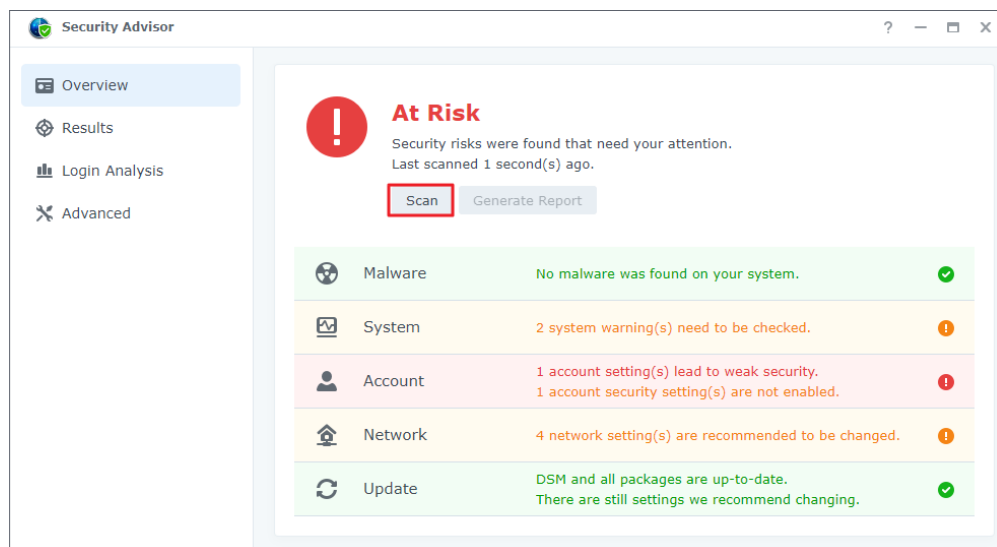 Security Advisor
?
Overview
Results
Login Analysis
Advanced
At Risk
Security risks were found that need your attention.
Last scanned 1 second(s) ago.
Scan
Generate Report
Malware
No malware was found on your system.
System
2 system warning(s) need to be checked.
Account
1 account setting(s) lead to weak security.
1 account security setting(s) are not enabled.
Network
4 network setting(s) are recommended to be changed.
Update
DSM and all packages are up-to-date.
There are still settings we recommend changing.